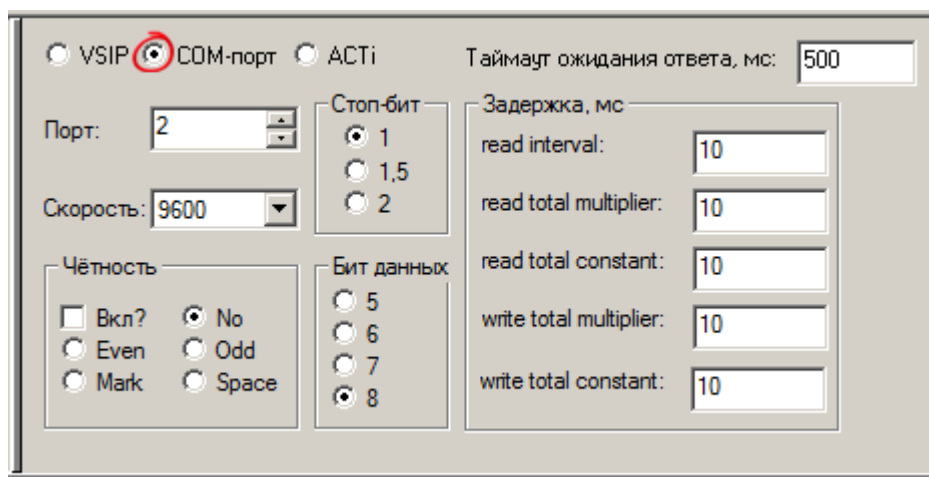 VSIP COM-порт ACTi Таймаут ожидания ответа, мс: 500
Порт: 2
Скорость: 9600
Стоп-бит
1
1,5
2
Задержка, мс
read interval: 10
read total multiplier: 10
read total constant: 10
write total multiplier: 10
write total constant: 10
Чётность
Вкл? No
Even Odd
Mark Space
Бит данных
5
6
7
8